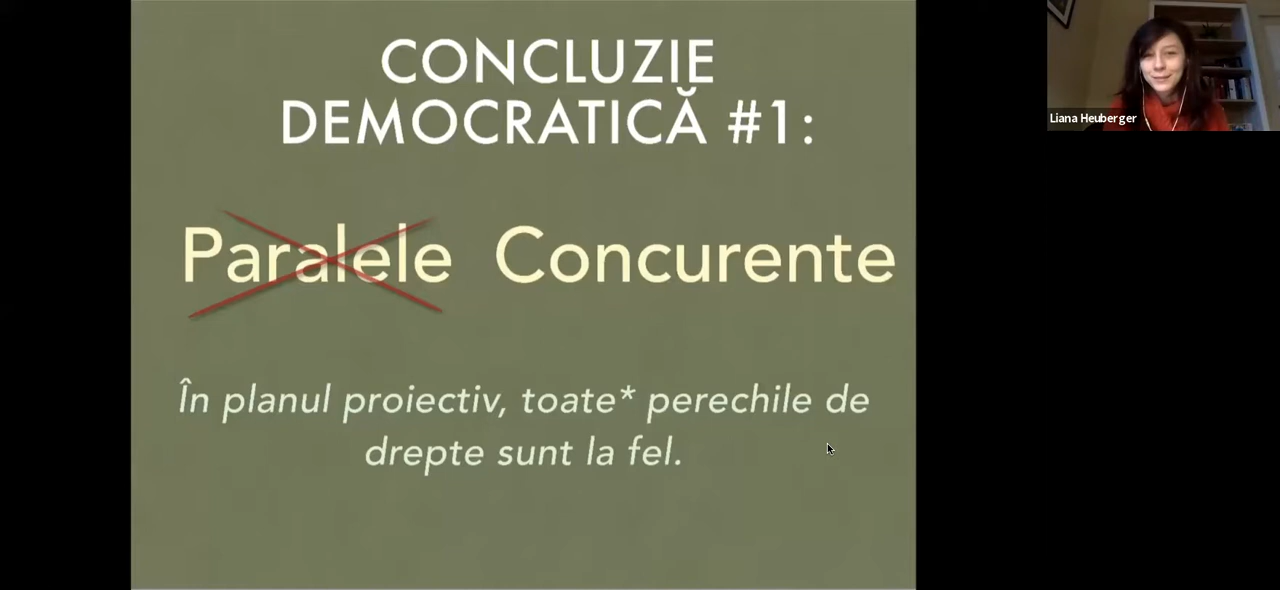 CONCLUZIE
DEMOCRATICĂ #1:
Paralele Concurente
În planul proiectiv, toate* perechile de
drepte sunt la fel.
Liana Heuberger